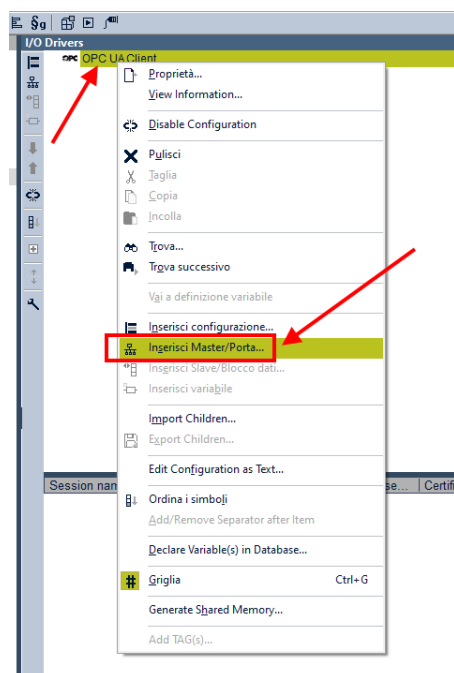 I/O Drivers
OPC UA Client
Proprietà...
View Information...
Disable Configuration
Pulisci
Taglia
Copia
Incolla
Trova...
Trova successivo
Vai a definizione variabile
Inserisci configurazione...
Inserisci Master/Porta...
Inserisci Slave/Blocco dati...
Inserisci variabile
Import Children...
Export Children...
Edit Configuration as Text...
Session nam
se...
Certifi
Ordina i simboli
Add/Remove Separator after Item
Declare Variable(s) in Database...
Griglia Ctrl+G
Generate Shared Memory...
Add TAG(s)...